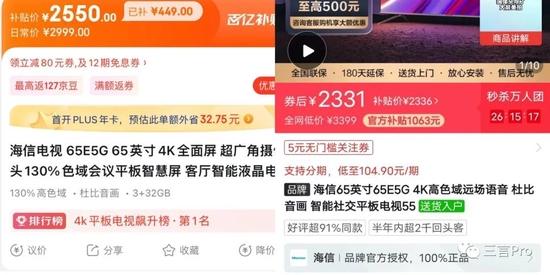 补贴价 ¥2550.00 已补 ¥449.00
日常价 ¥2999.00
领立减80元券,及12期免息券 >
最高返127京豆 满额返券
首开PLUS年卡，预估此单额外省32.75元 >
海信电视 65E5G 65英寸4K全面屏 超广角摄
头130%色域会议平板智慧屏 客厅智能液晶电
130%高色域 · 杜比音画 · 3+32GB
排行榜 4k平板电视飙升榜·第1名
议价 分享 收藏 降价
至高500元
咨询客服购机享大额优惠
商品讲解
1/10
全国联保 · 180天延保 · 送货上门 · 放心安装 · 售后无忧
券后¥2331 补贴价¥2336 >
全网低价 ¥3399 官方补贴1063元
秒杀万人团
26 : 15 : 17
5元无门槛关注券
支持分期，低至104.90元/期
品牌 海信65英寸65E5G 4K高色域远场语音 杜比
音画 智能社交平板电视55 送货入户
好评超91%同款 半年内超2千回头客
Hisense 海信 品牌官方授权，100%正品
三言Pro